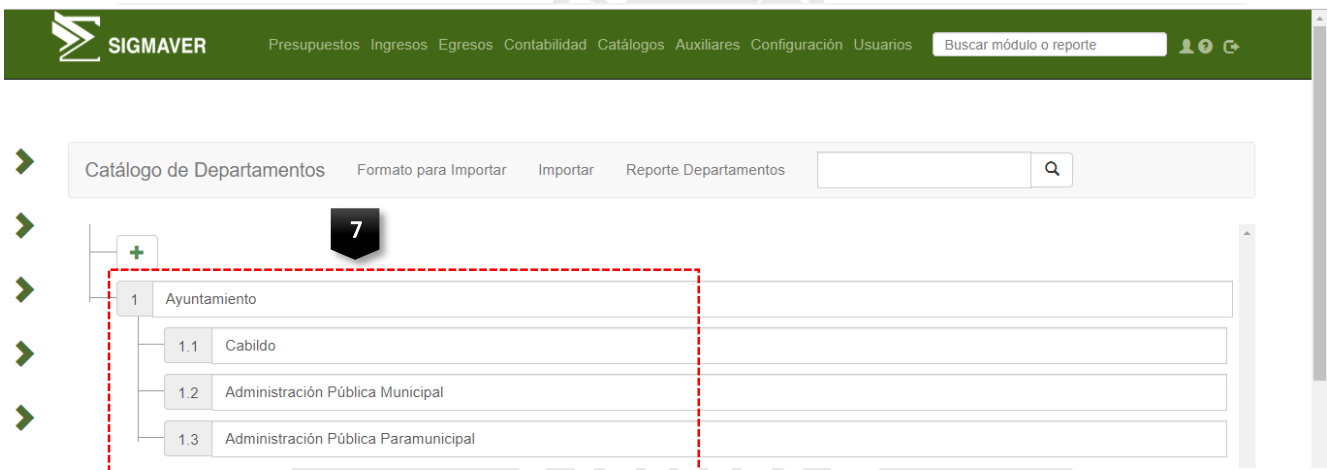 SIGMAVER Presupuestos Ingresos Egresos Contabilidad Catálogos Auxiliares Configuración Usuarios Buscar módulo o reporte
Catálogo de Departamentos Formato para Importar Importar Reporte Departamentos
7
1 Ayuntamiento
1.1 Cabildo
1.2 Administración Pública Municipal
1.3 Administración Pública Paramunicipal